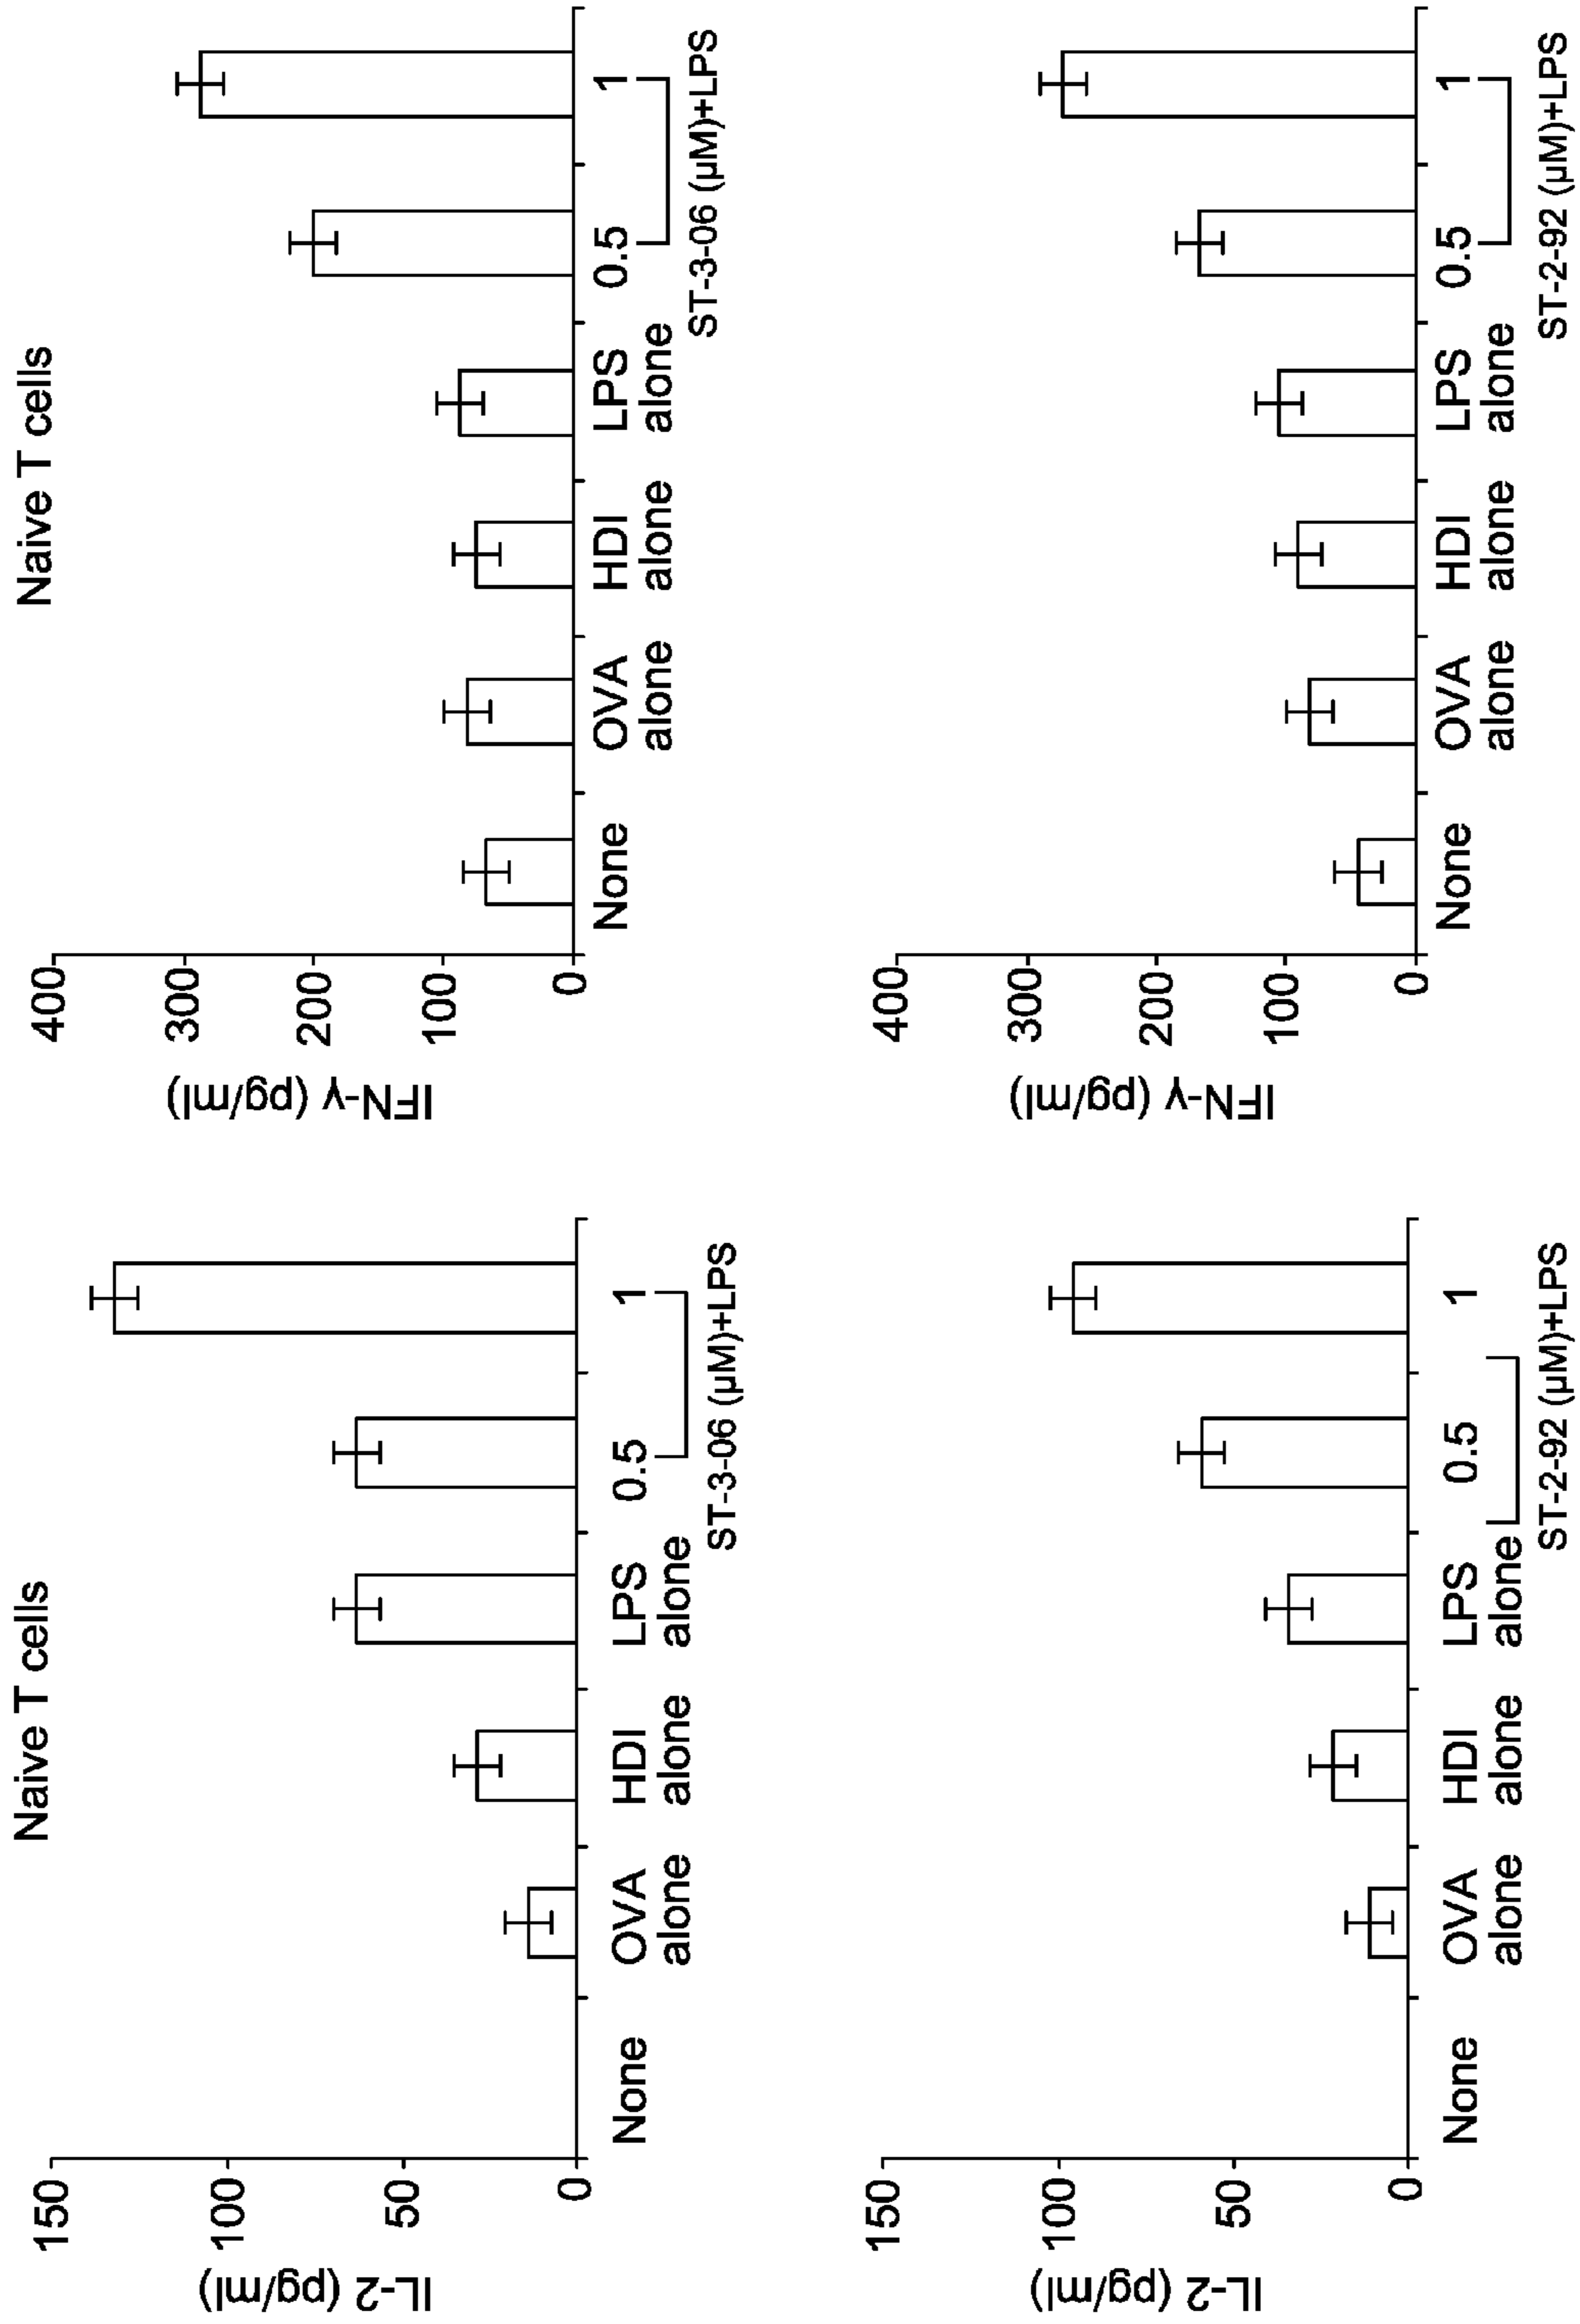 Naive T cells
IL-2 (pg/ml)
150
100
50
0
None
OVA alone
HDI alone
LPS alone
0.5
1
ST-3-06 (µM)+LPS
Naive T cells
IFN-γ (pg/ml)
400
300
200
100
0
None
OVA alone
HDI alone
LPS alone
0.5
1
ST-3-06 (µM)+LPS
IL-2 (pg/ml)
150
100
50
0
None
OVA alone
HDI alone
LPS alone
0.5
1
ST-2-92 (µM)+LPS
IFN-γ (pg/ml)
400
300
200
100
0
None
OVA alone
HDI alone
LPS alone
0.5
1
ST-2-92 (µM)+LPS